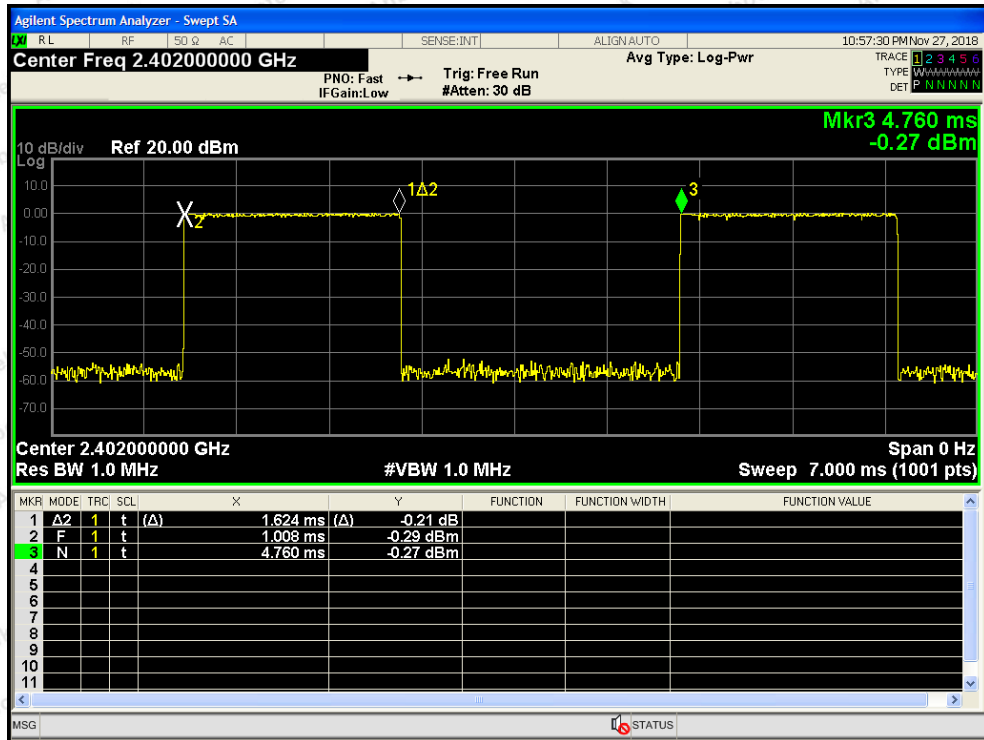 Agilent Spectrum Analyzer - Swept SA
LXI RL RF 50 Ω AC SENSE:INT ALIGN AUTO 10:57:30 PM Nov 27, 2018
Center Freq 2.402000000 GHz Avg Type: Log-Pwr TRACE 1 2 3 4 5 6
PNO: Fast Trig: Free Run TYPE WWWWWW
IFGain:Low #Atten: 30 dB DET P N N N N N
Mkr3 4.760 ms
10 dB/div Ref 20.00 dBm -0.27 dBm
Log
10.0
1Δ2
3
0.00
2
-10.0
-20.0
-30.0
-40.0
-50.0
-60.0
-70.0
Center 2.402000000 GHz Span 0 Hz
Res BW 1.0 MHz #VBW 1.0 MHz Sweep 7.000 ms (1001 pts)
MKR MODE TRC SCL X Y FUNCTION FUNCTION WIDTH FUNCTION VALUE
1 Δ2 1 t (Δ) 1.624 ms (Δ) -0.21 dB
2 F 1 t 1.008 ms -0.29 dBm
3 N 1 t 4.760 ms -0.27 dBm
4
5
6
7
8
9
10
11
MSG STATUS